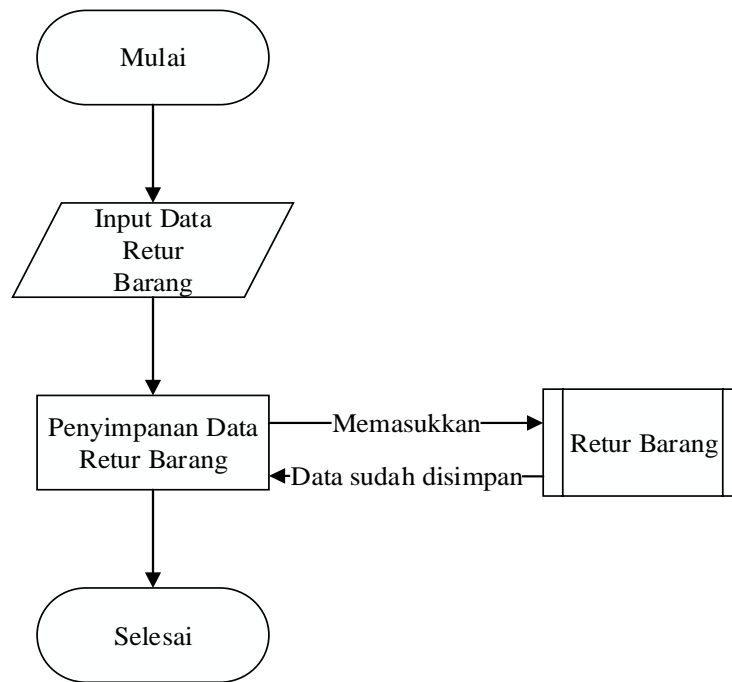 Mulai
Input Data
Retur
Barang
Penyimpanan Data
Retur Barang
Memasukkan
Data sudah disimpan
Retur Barang
Selesai